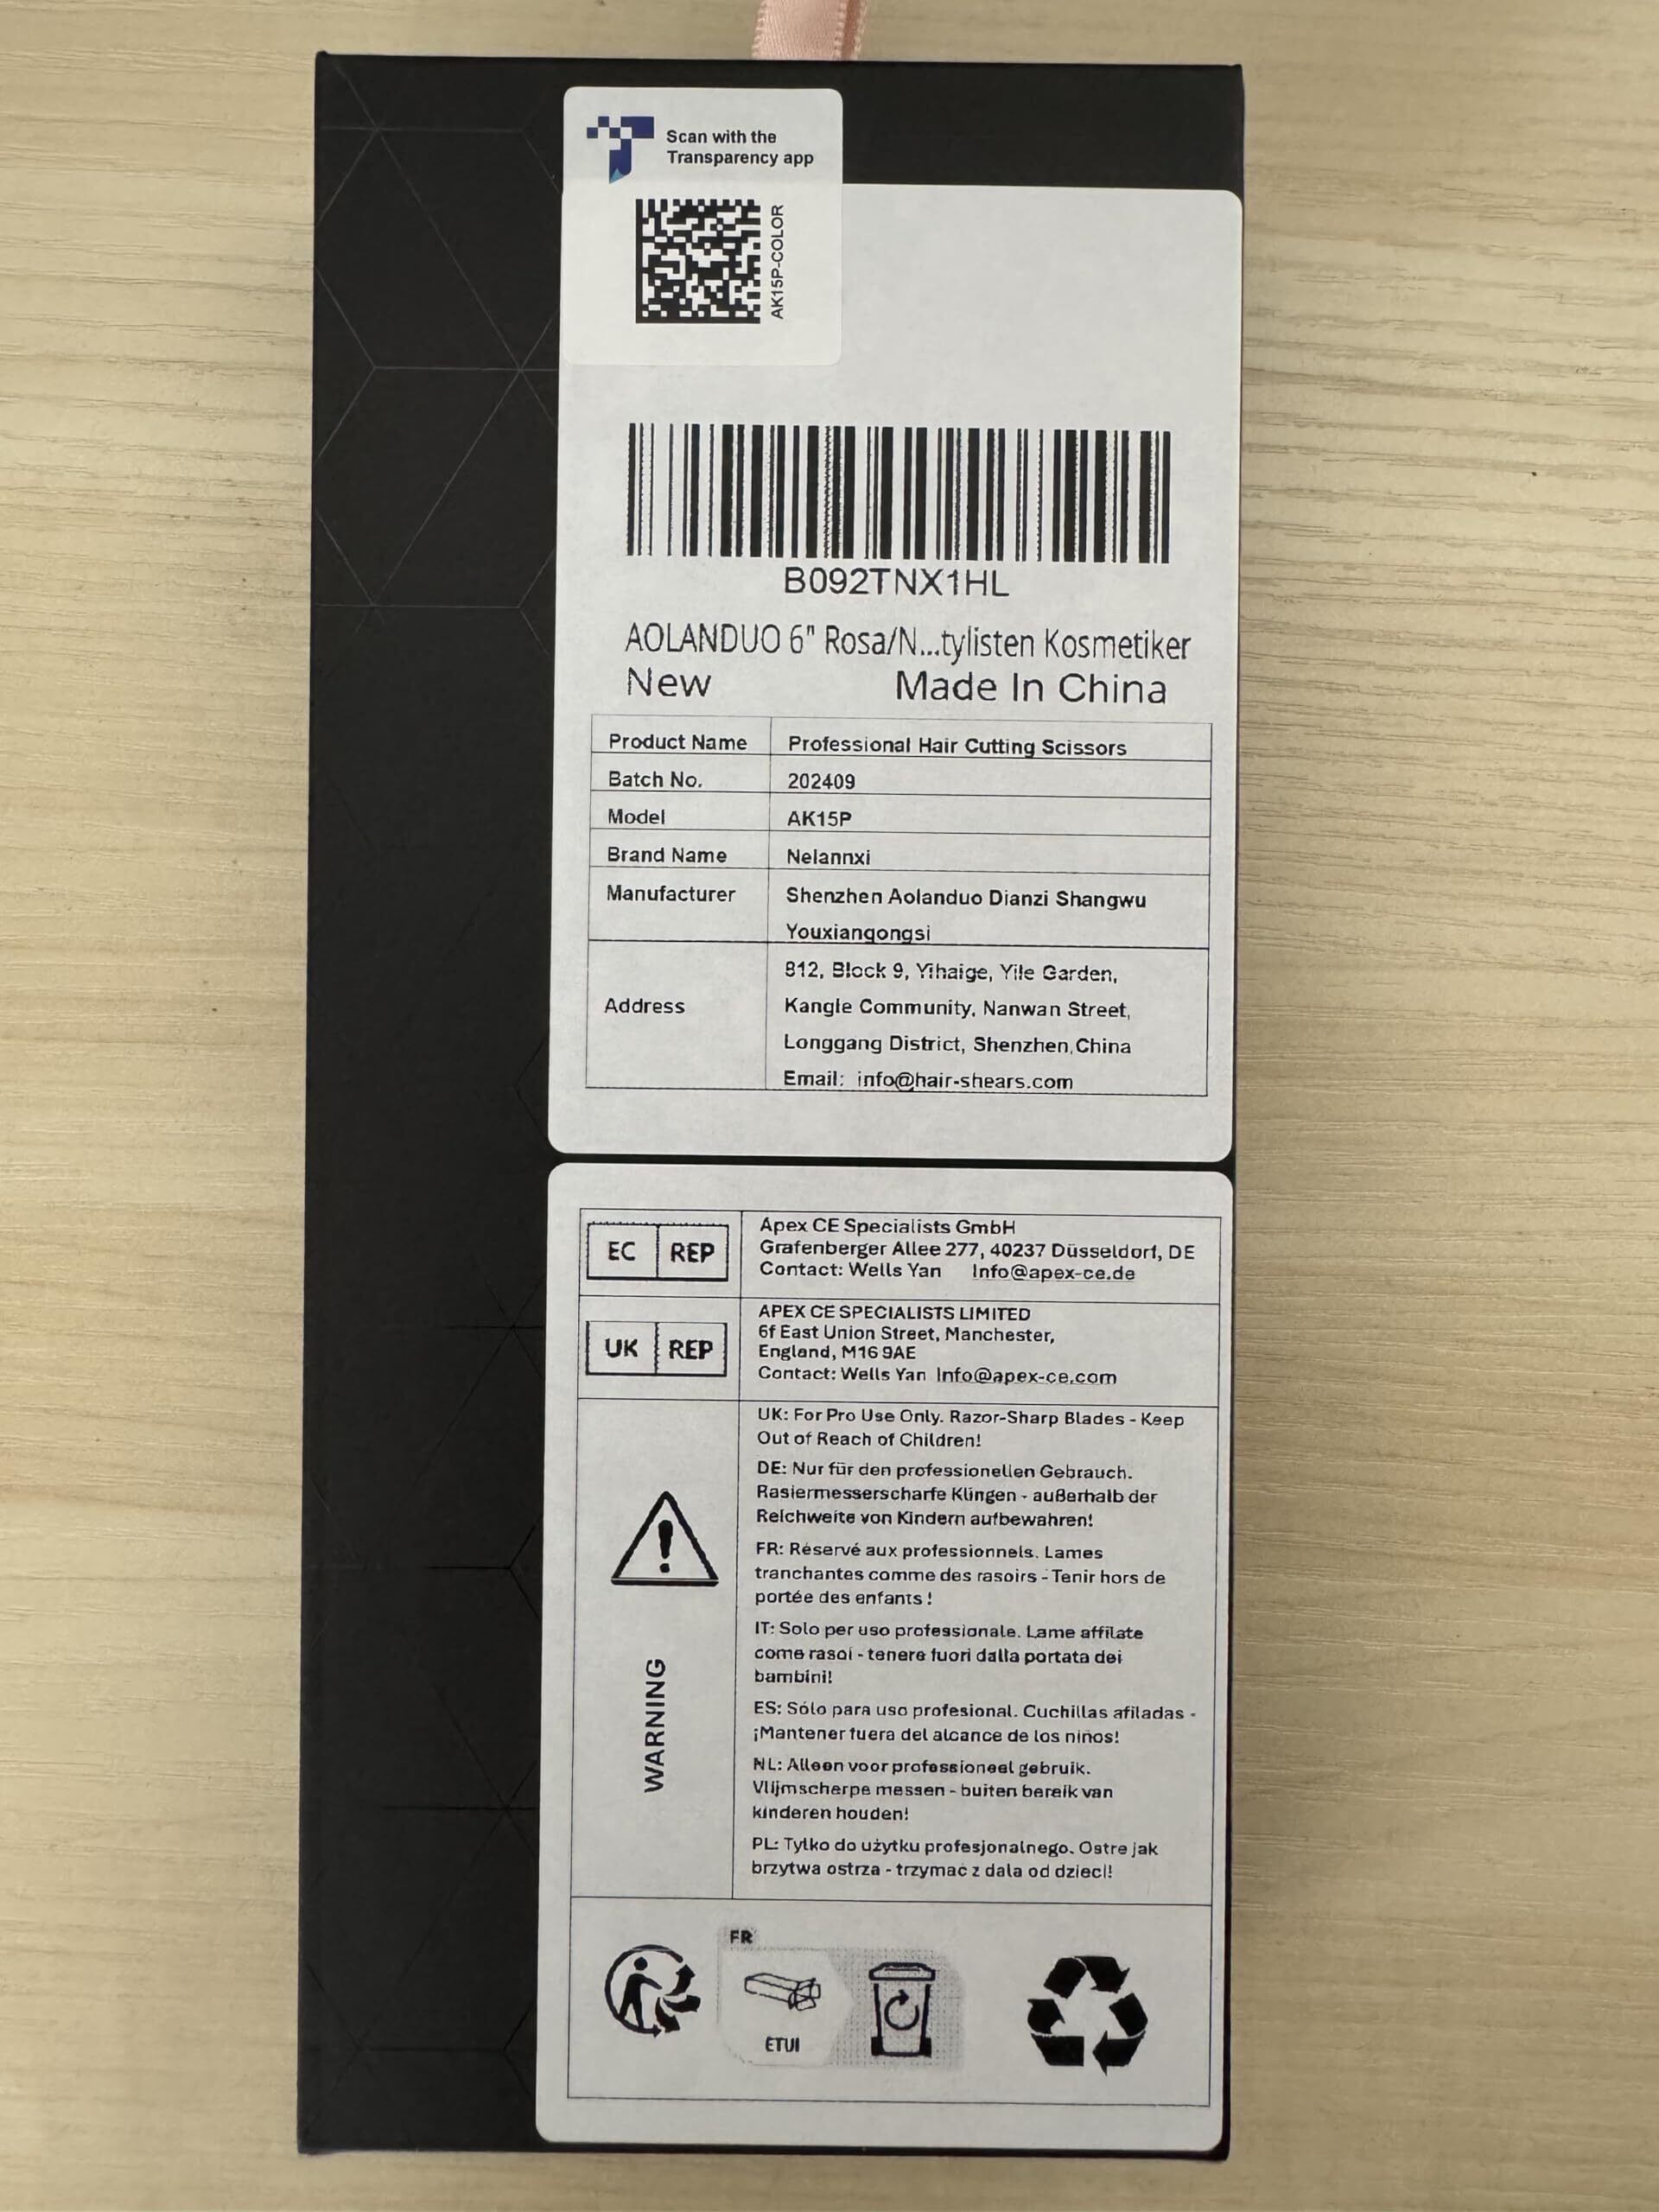 Scan with the
Transparency app
AK15P-COLOR
B092TNX1HL
AOLANDUO 6" Rosa/N...tylisten Kosmetiker
New Made In China
Product Name Professional Hair Cutting Scissors
Batch No. 202409
Model AK15P
Brand Name Nelannxi
Manufacturer Shenzhen Aolanduo Dianzi Shangwu
Youxiangongsi
Address
812, Block 9, Yihaige, Yile Garden,
Kangle Community, Nanwan Street,
Longgang District, Shenzhen,China
Email: info@hair-shears.com
EC REP
Apex CE Specialists GmbH
Grafenberger Allee 277, 40237 Düsseldorf, DE
Contact: Wells Yan Info@apex-ce.de
UK REP
APEX CE SPECIALISTS LIMITED
6f East Union Street, Manchester,
England, M16 9AE
Contact: Wells Yan Info@apex-ce.com
WARNING
UK: For Pro Use Only. Razor-Sharp Blades - Keep
Out of Reach of Children!
DE: Nur für den professionellen Gebrauch.
Rasiermesserscharfe Klingen - außerhalb der
Reichweite von Kindern aufbewahren!
FR: Réservé aux professionnels. Lames
tranchantes comme des rasoirs - Tenir hors de
portée des enfants !
IT: Solo per uso professionale. Lame affilate
come rasoi - tenere fuori dalla portata dei
bambini!
ES: Sólo para uso profesional. Cuchillas afiladas -
¡Mantener fuera del alcance de los niños!
NL: Alleen voor professioneel gebruik.
Vlijmscherpe messen - buiten bereik van
kinderen houden!
PL: Tylko do użytku profesjonalnego. Ostre jak
brzytwa ostrza - trzymać z dala od dzieci!
FR
ETUI